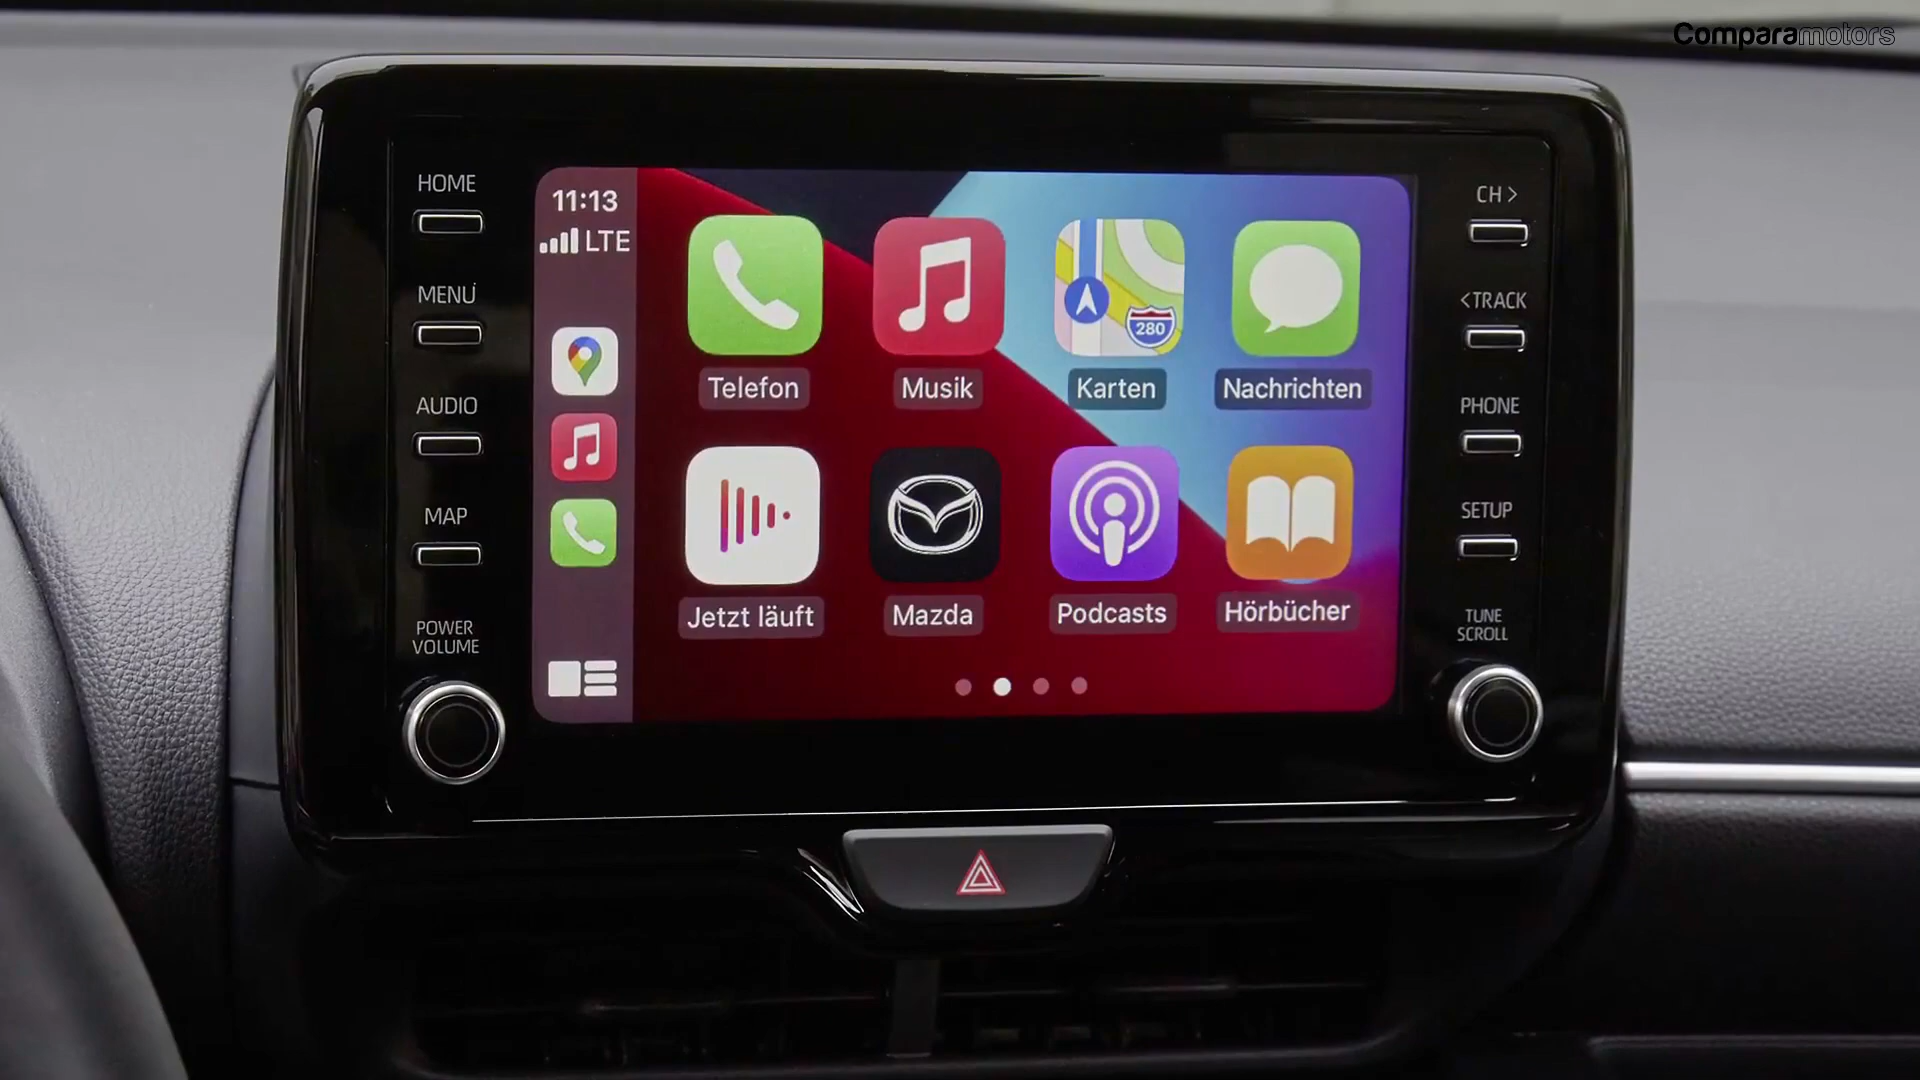 Comparamotors
HOME
MENU
AUDIO
MAP
POWER
VOLUME
11:13
LTE
Telefon
Musik
280
Karten
Nachrichten
Jetzt läuft
Mazda
Podcasts
Hörbücher
CH>
<TRACK
PHONE
SETUP
TUNE
SCROLL